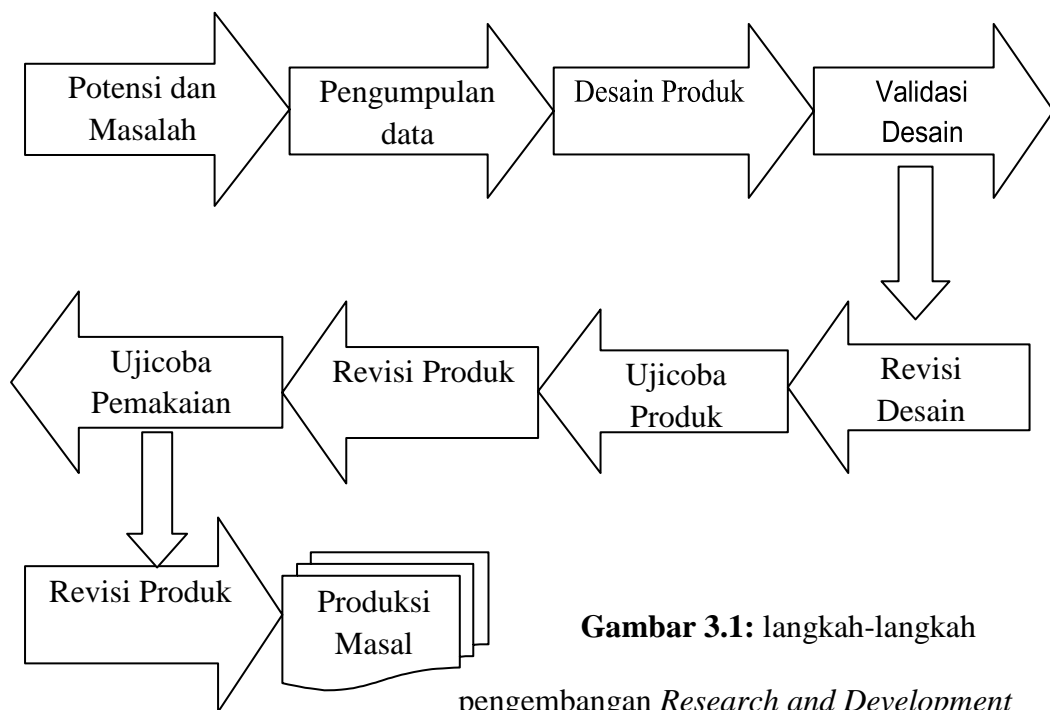 Potensi dan
Masalah
Pengumpulan
data
Desain Produk
Validasi
Desain
Revisi
Desain
Ujicoba
Produk
Revisi Produk
Ujicoba
Pemakaian
Revisi Produk
Produksi
Masal
Gambar 3.1: langkah-langkah
pengembangan Research and Development